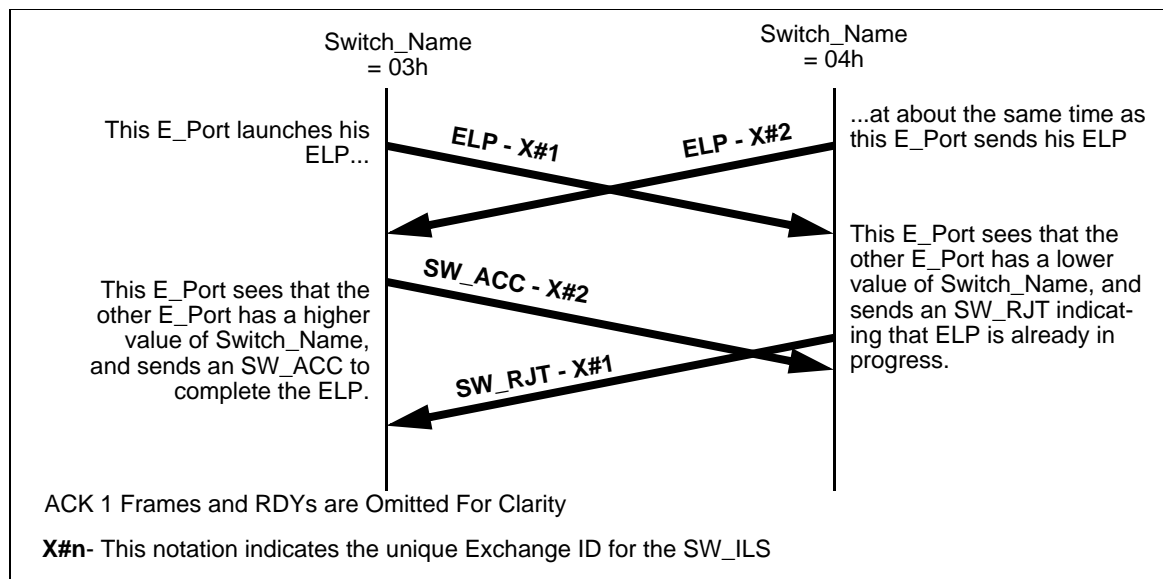 Switch_Name
= 03h
Switch_Name
= 04h
This E_Port launches his
ELP...
ELP - X#1
ELP - X#2
...at about the same time as
this E_Port sends his ELP
This E_Port sees that the
other E_Port has a higher
value of Switch_Name,
and sends an SW_ACC to
complete the ELP.
SW_ACC - X#2
SW_RJT - X#1
This E_Port sees that the
other E_Port has a lower
value of Switch_Name, and
sends an SW_RJT indicat-
ing that ELP is already in
progress.
ACK 1 Frames and RDYs are Omitted For Clarity
X#n- This notation indicates the unique Exchange ID for the SW_ILS